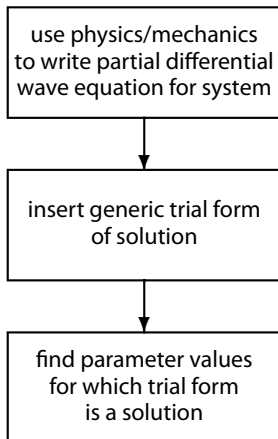 use physics/mechanics
to write partial differential
wave equation for system
insert generic trial form
of solution
find parameter values
for which trial form
is a solution